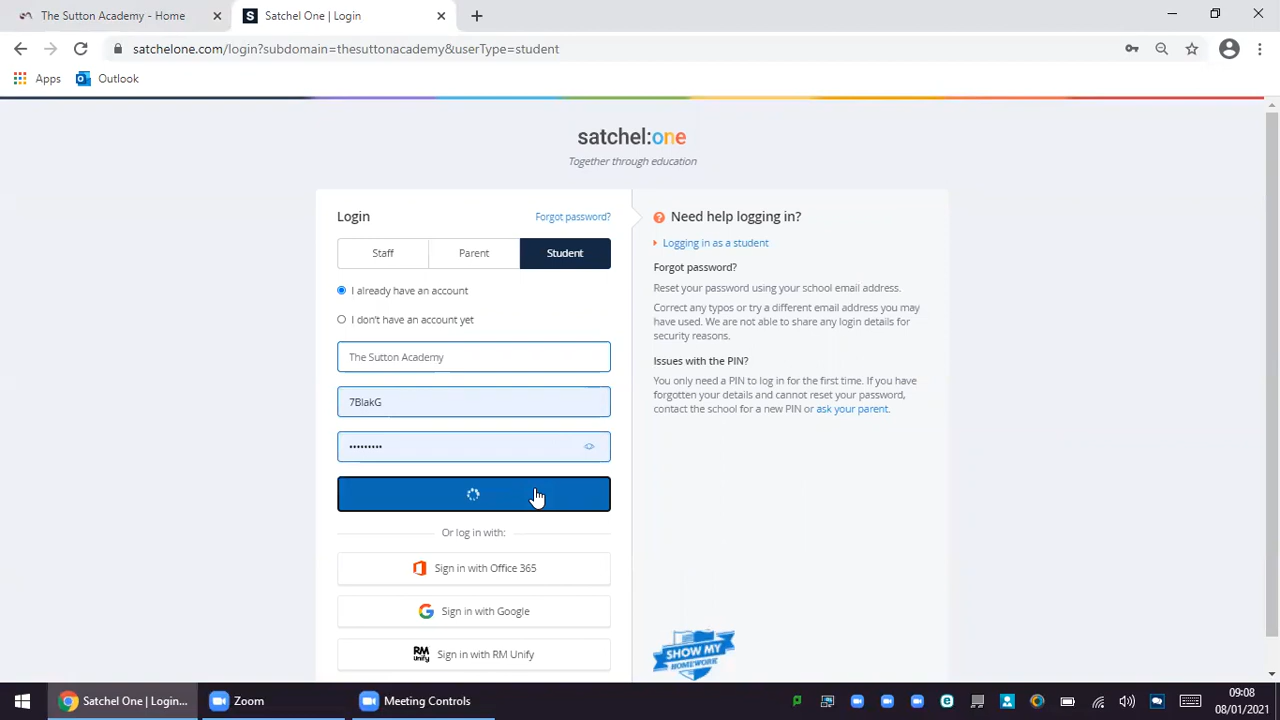 The Sutton Academy - Home
Satchel One | Login
satchelone.com/login?subdomain=thesuttonacademy&userType=student
Apps
Outlook
satchel:one
Together through education
Login
Forgot password?
Staff
Parent
Student
I already have an account
I don't have an account yet
The Sutton Academy
7BlakG
•••••••••
Or log in with:
Sign in with Office 365
Sign in with Google
RM Unify
Sign in with RM Unify
Need help logging in?
Logging in as a student
Forgot password?
Reset your password using your school email address.
Correct any typos or try a different email address you may
have used. We are not able to share any login details for
security reasons.
Issues with the PIN?
You only need a PIN to log in for the first time. If you have
forgotten your details and cannot reset your password,
contact the school for a new PIN or ask your parent.
SHOW MY
HOMEWORK
Satchel One | Login...
Zoom
Meeting Controls
09:08
08/01/2021